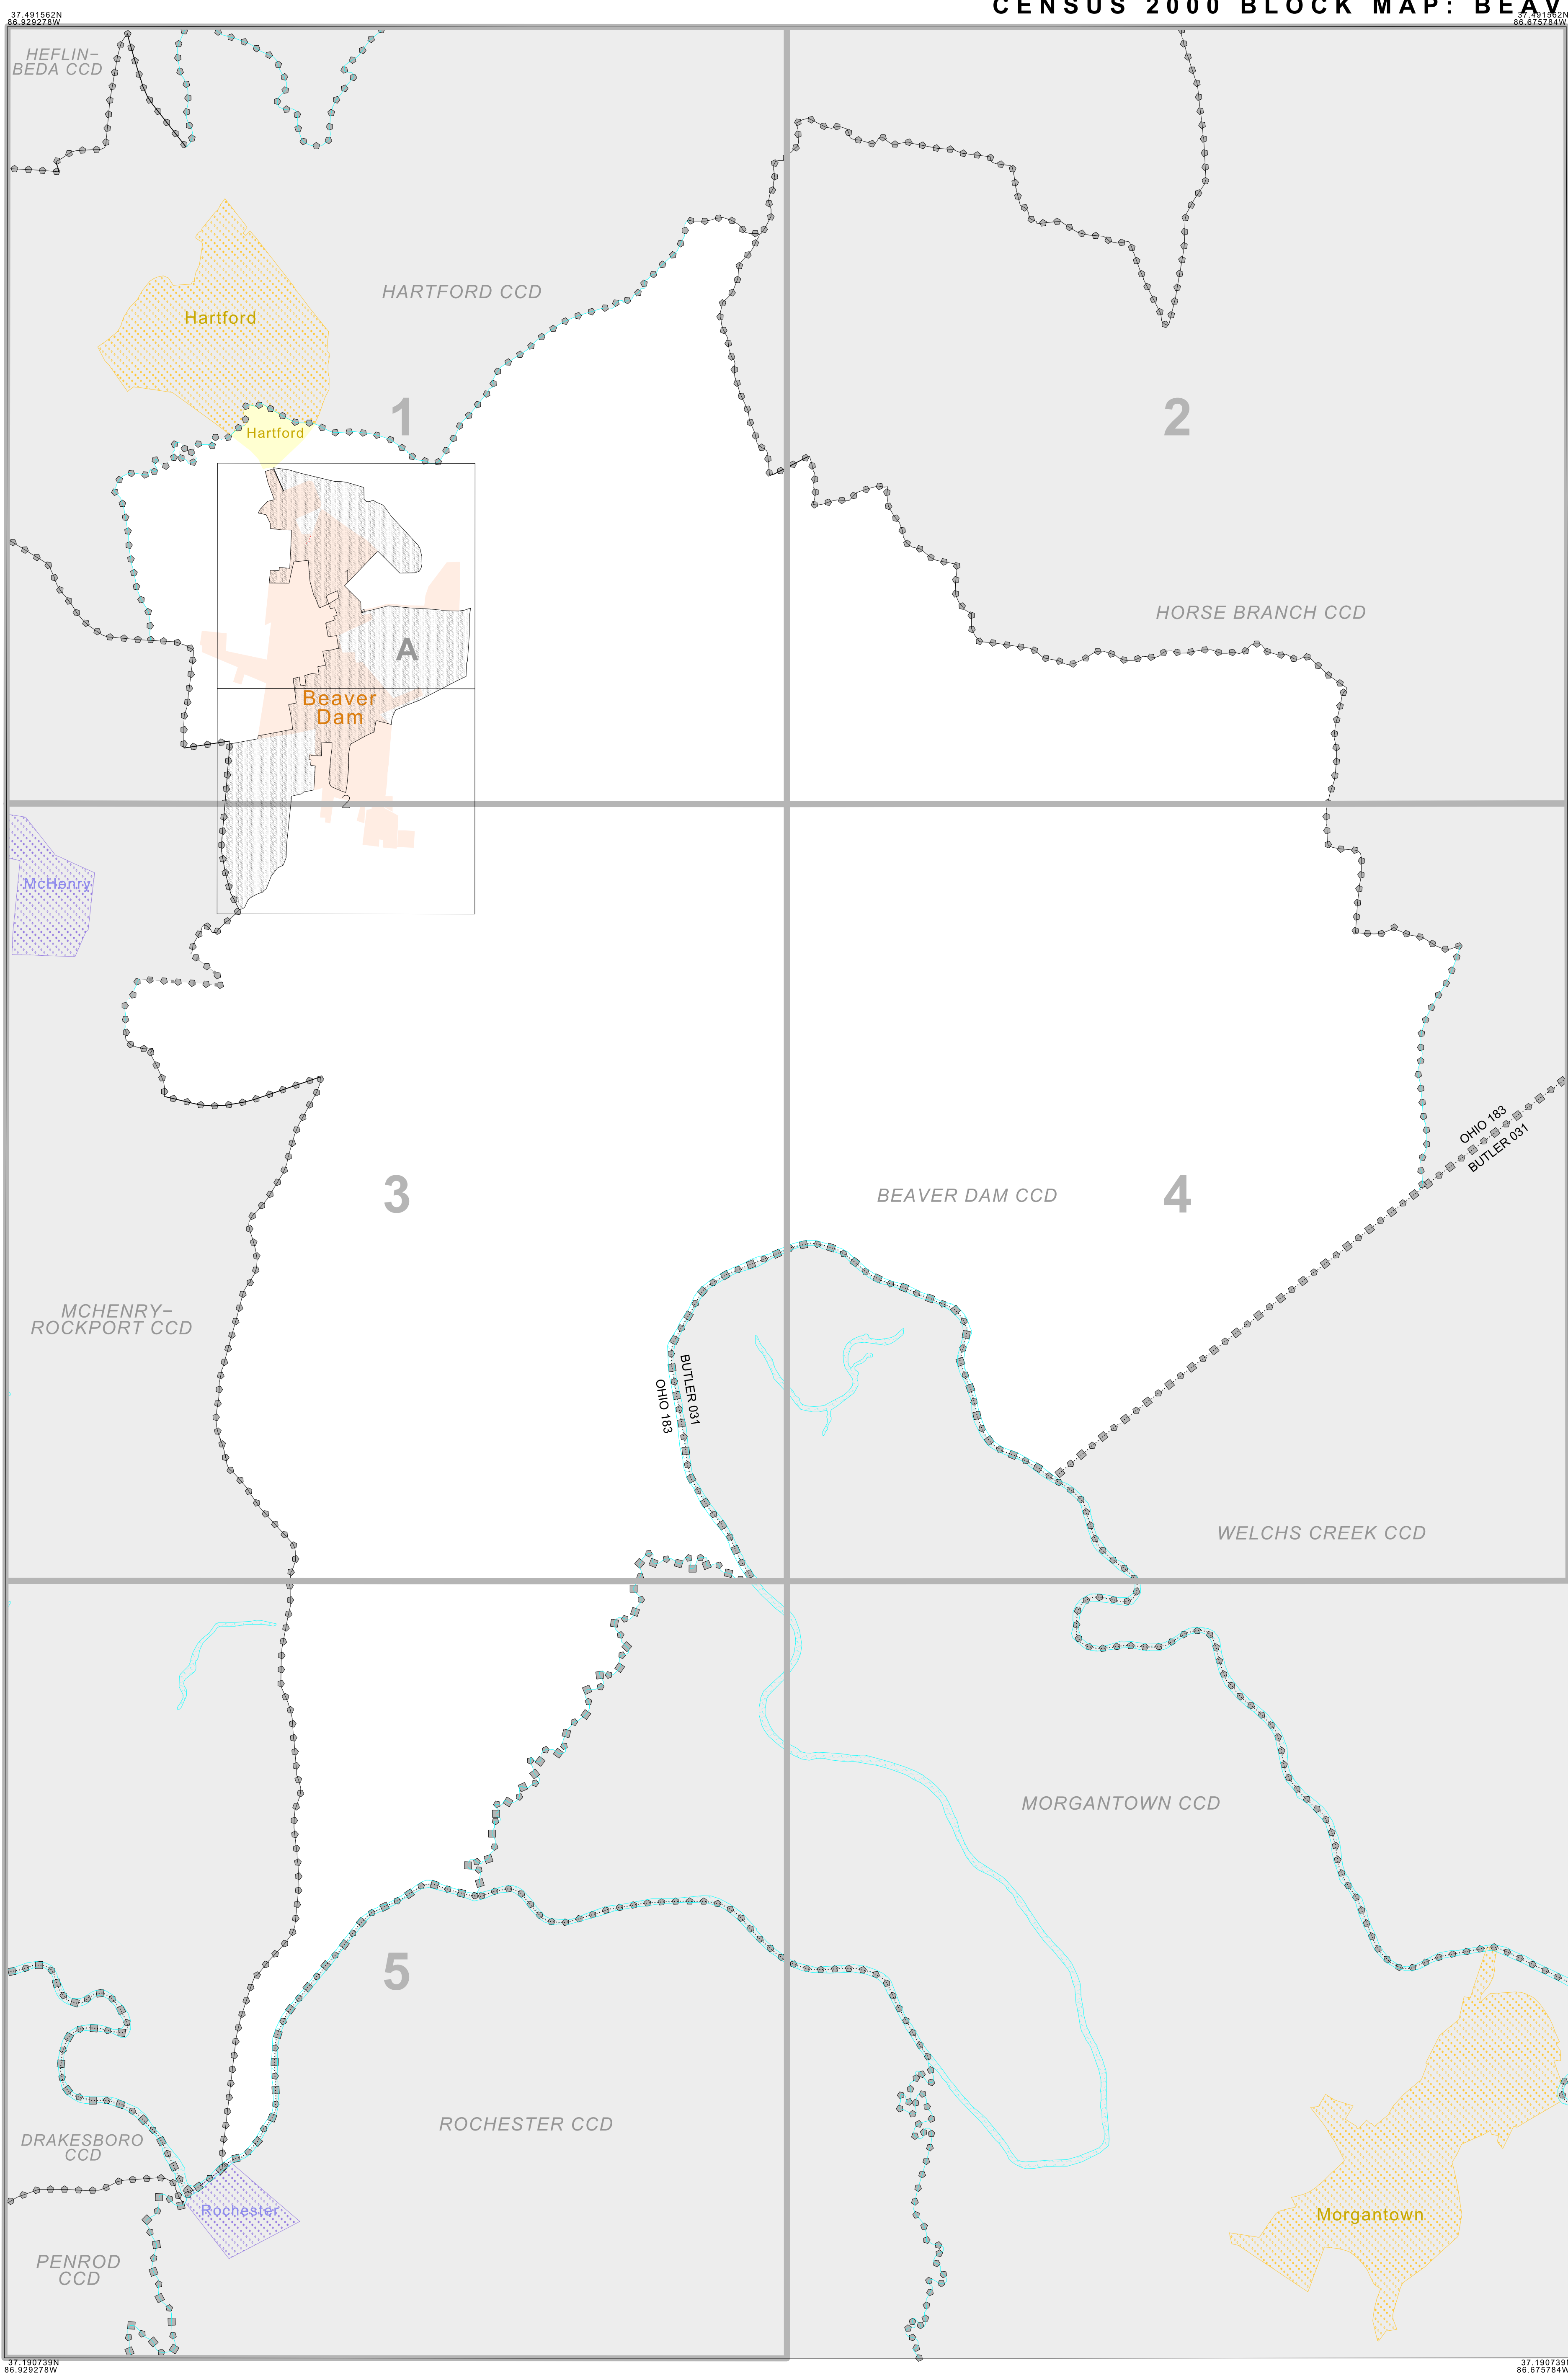 CENSUS 2000 BLOCK MAP: BEAV
37.491562N
86.929278W
37.491562N
86.675784W
HEFLIN–
BEDA CCD
HARTFORD CCD
Hartford
1
2
Hartford
1
HORSE BRANCH CCD
A
Beaver
Dam
2
McHenry
OHIO 183
BUTLER 031
3
BEAVER DAM CCD
4
MCHENRY–
ROCKPORT CCD
BUTLER 031
OHIO 183
WELCHS CREEK CCD
MORGANTOWN CCD
5
ROCHESTER CCD
DRAKESBORO
CCD
Rochester
Morgantown
PENROD
CCD
37.190739N
86.929278W
37.190739N
86.675784W